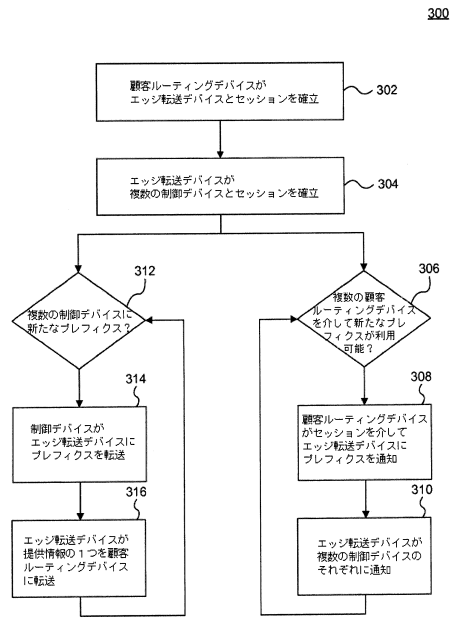 300
顧客ルーティングデバイスが
エッジ転送デバイスとセッションを確立
302
エッジ転送デバイスが
複数の制御デバイスとセッションを確立
304
312
複数の制御デバイスに
新たなプレフィクス？
314
制御デバイスが
エッジ転送デバイスに
プレフィクスを転送
316
エッジ転送デバイスが
提供情報の１つを顧客
ルーティングデバイス
に転送
306
複数の顧客
ルーティングデバイス
を介して新たなプレ
フィクスが利用
可能？
308
顧客ルーティングデバイス
がセッションを介して
エッジ転送デバイスに
プレフィクスを通知
310
エッジ転送デバイスが
複数の制御デバイスの
それぞれに通知